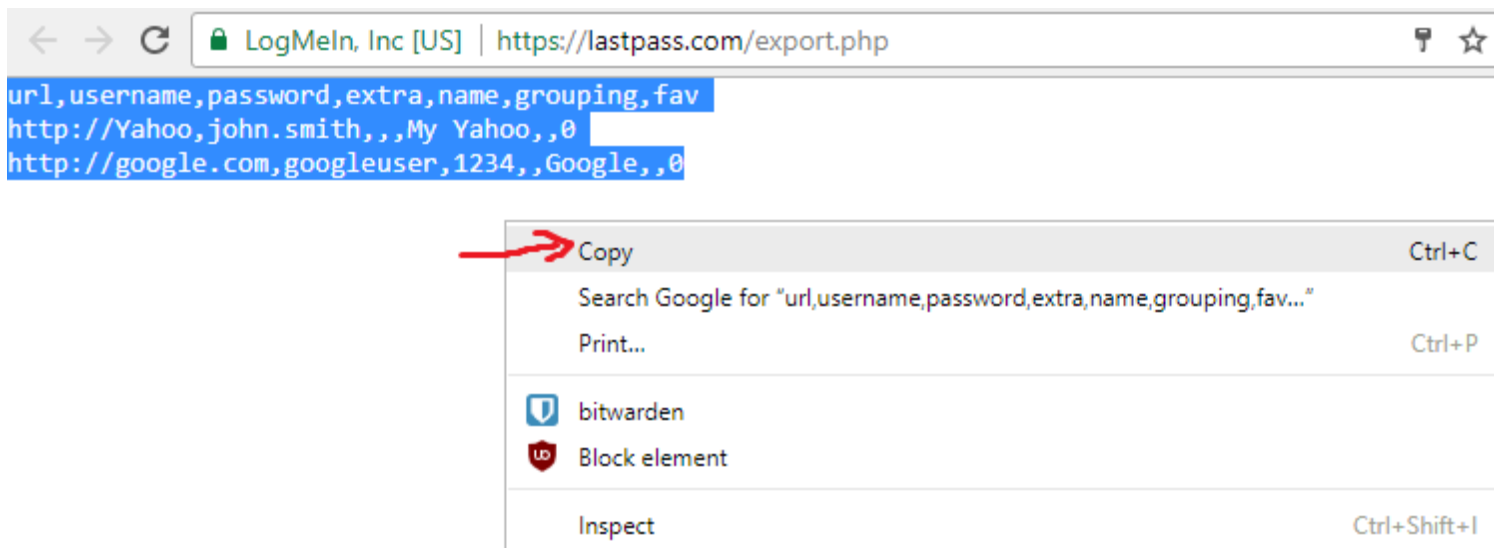 LogMeIn, Inc [US] | https://lastpass.com/export.php
url,username,password,extra,name,grouping,fav
http://Yahoo,john.smith,,,My Yahoo,,0
http://google.com,googleuser,1234,,Google,,0
Copy Ctrl+C
Search Google for “url,username,password,extra,name,grouping,fav...”
Print... Ctrl+P
bitwarden
Block element
Inspect Ctrl+Shift+I